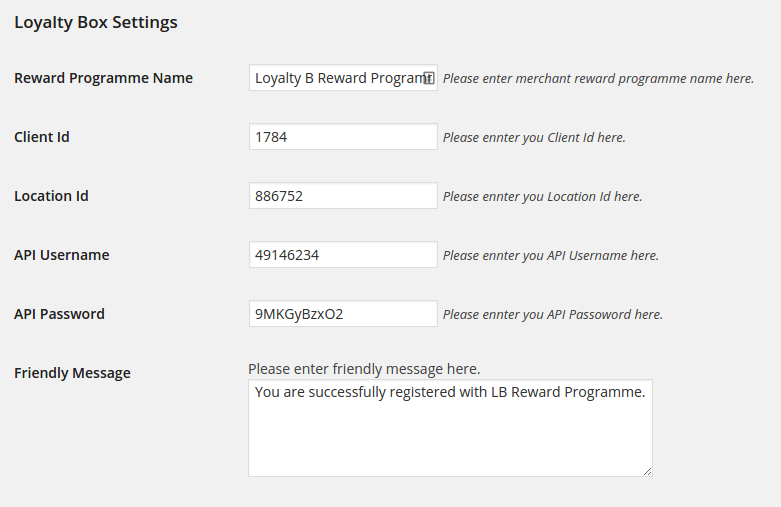 Loyalty Box Settings
Reward Programme Name Loyalty B Reward Please enter merchant reward programme name here.
Client Id 1784 Please ennter you Client Id here.
Location Id 886752 Please ennter you Location Id here.
API Username 49146234 Please ennter you API Username here.
API Password 9MKGyBzxO2 Please ennter you API Passoword here.
Friendly Message Please enter friendly message here.
You are successfully registered with LB Reward Programme.